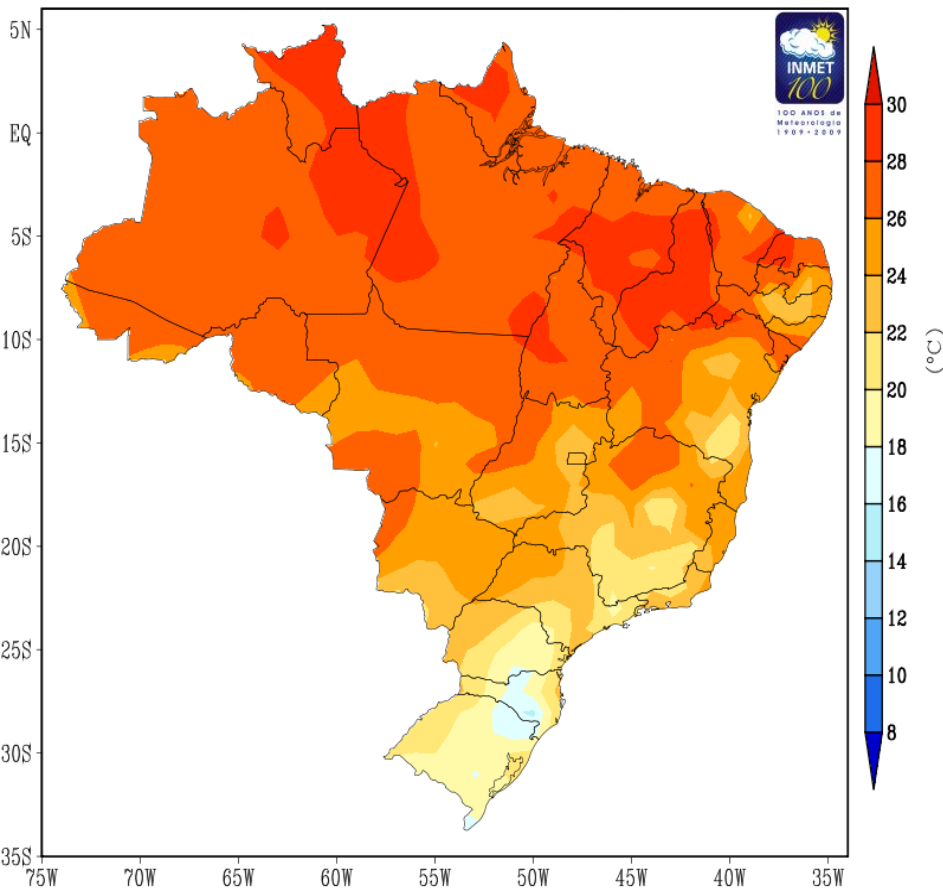 5N
EQ
5S
10S
15S
20S
25S
30S
35S
75W 70W 65W 60W 55W 50W 45W 40W 35W
INMET
100
100 ANOS de
Meteorologia
1909-2009
30
28
26
24
22
20
18
16
14
12
10
8
(°C)